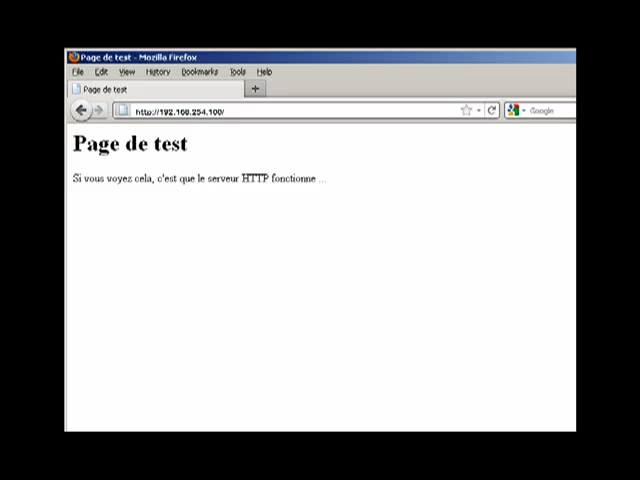 Page de test - Mozilla Firefox
File Edit View History Bookmarks Tools Help
Page de test +
http://192.168.254.100/ Google
Page de test
Si vous voyez cela, c'est que le serveur HTTP fonctionne ...